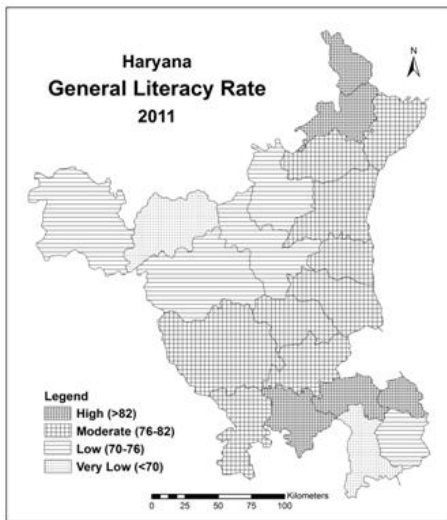 Haryana
General Literacy Rate
2011
N
Legend
High (>82)
Moderate (76-82)
Low (70-76)
Very Low (<70)
Kilometers
0 25 50 100